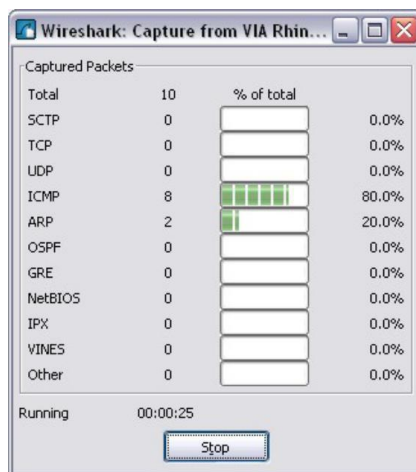 Wireshark: Capture from VIA Rhin...
Captured Packets
Total 10 % of total
SCTP 0 0.0%
TCP 0 0.0%
UDP 0 0.0%
ICMP 8 80.0%
ARP 2 20.0%
OSPF 0 0.0%
GRE 0 0.0%
NetBIOS 0 0.0%
IPX 0 0.0%
VINES 0 0.0%
Other 0 0.0%
Running 00:00:25
Stop